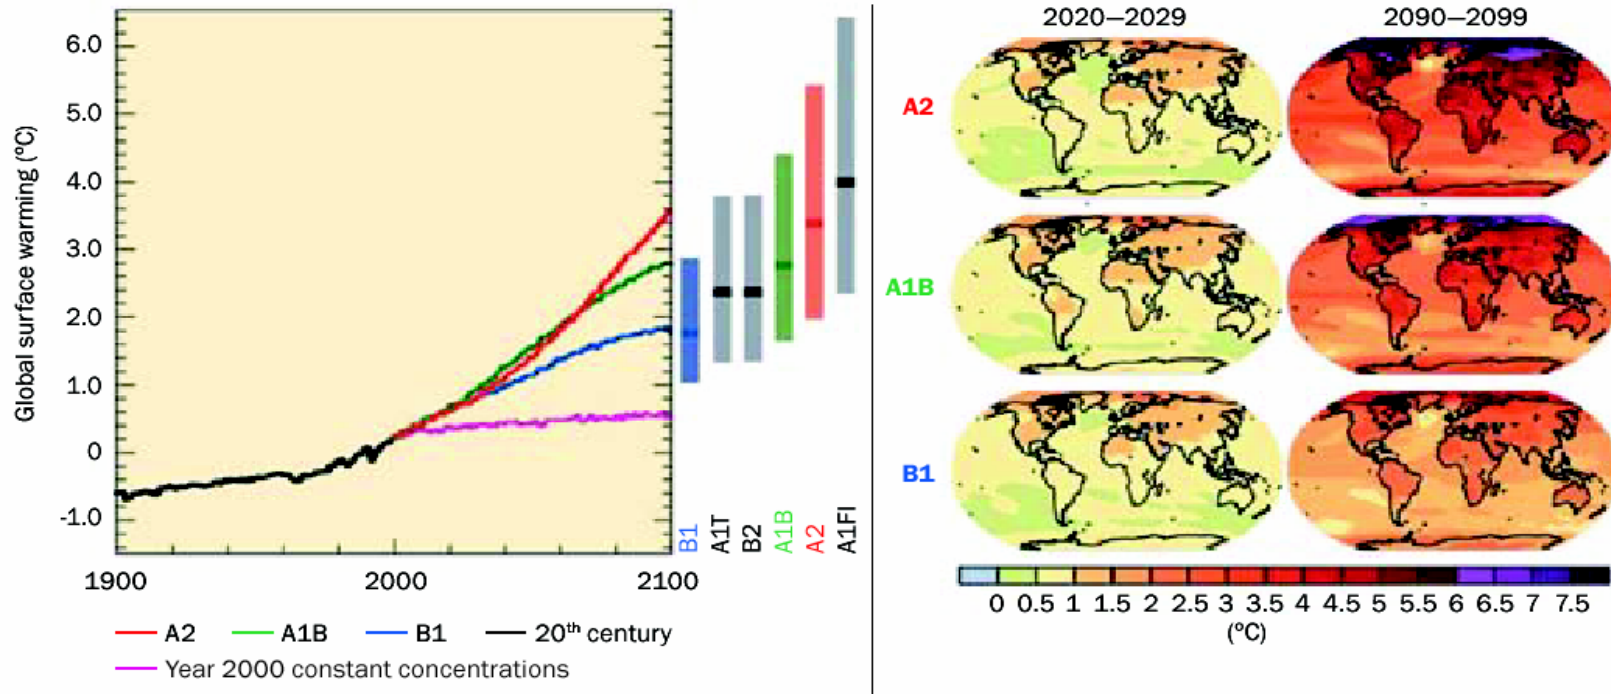 Global surface warming (ºC)
6.0
5.0
4.0
3.0
2.0
1.0
0
-1.0
1900 2000 2100
B1 A1T B2 A1B A2 A1FI
A2 A1B B1 20th century
Year 2000 constant concentrations
2020–2029 2090–2099
A2
A1B
B1
0 0.5 1 1.5 2 2.5 3 3.5 4 4.5 5 5.5 6 6.5 7 7.5
(ºC)